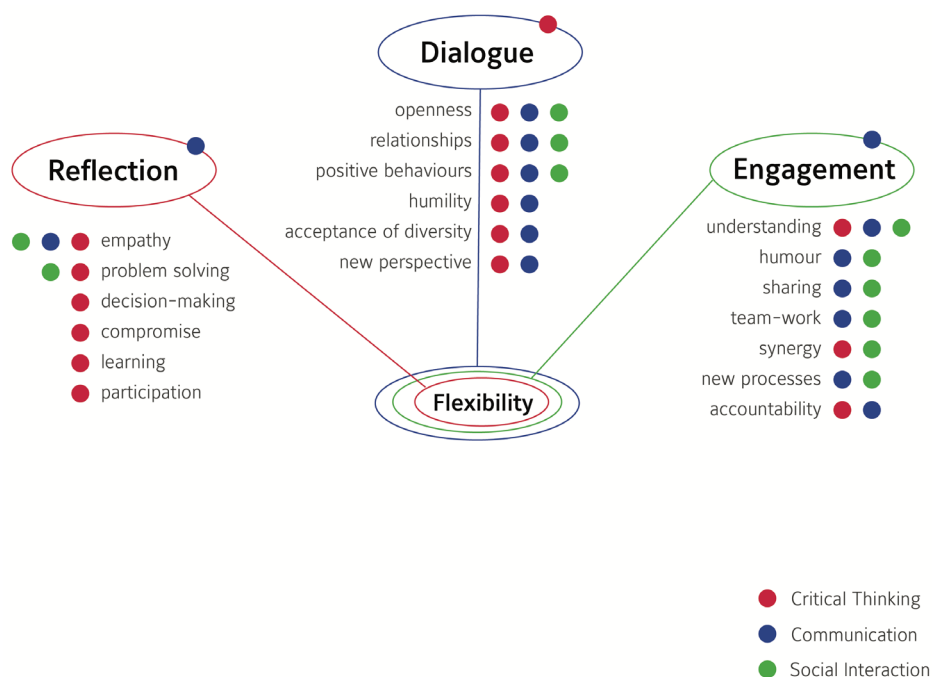 Dialogue
openness
relationships
positive behaviours
humility
acceptance of diversity
new perspective
Reflection
empathy
problem solving
decision-making
compromise
learning
participation
Engagement
understanding
humour
sharing
team-work
synergy
new processes
accountability
Flexibility
Critical Thinking
Communication
Social Interaction